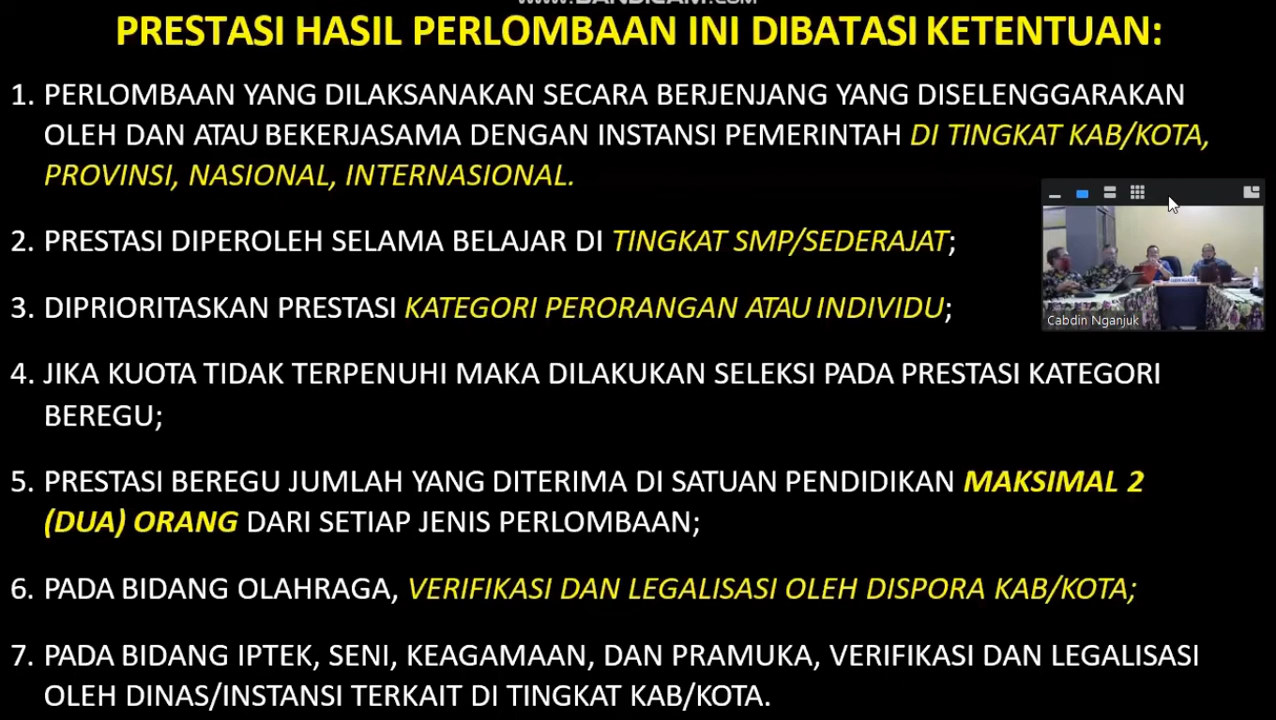 www.BANDICAM.COM
PRESTASI HASIL PERLOMBAAN INI DIBATASI KETENTUAN:
1. PERLOMBAAN YANG DILAKSANAKAN SECARA BERJENJANG YANG DISELENGGARAKAN
OLEH DAN ATAU BEKERJASAMA DENGAN INSTANSI PEMERINTAH DI TINGKAT KAB/KOTA,
PROVINSI, NASIONAL, INTERNASIONAL.
2. PRESTASI DIPEROLEH SELAMA BELAJAR DI TINGKAT SMP/SEDERAJAT;
3. DIPRIORITASKAN PRESTASI KATEGORI PERORANGAN ATAU INDIVIDU;
Cabdin Nganjuk
4. JIKA KUOTA TIDAK TERPENUHI MAKA DILAKUKAN SELEKSI PADA PRESTASI KATEGORI
BEREGU;
5. PRESTASI BEREGU JUMLAH YANG DITERIMA DI SATUAN PENDIDIKAN MAKSIMAL 2
(DUA) ORANG DARI SETIAP JENIS PERLOMBAAN;
6. PADA BIDANG OLAHRAGA, VERIFIKASI DAN LEGALISASI OLEH DISPORA KAB/KOTA;
7. PADA BIDANG IPTEK, SENI, KEAGAMAAN, DAN PRAMUKA, VERIFIKASI DAN LEGALISASI
OLEH DINAS/INSTANSI TERKAIT DI TINGKAT KAB/KOTA.